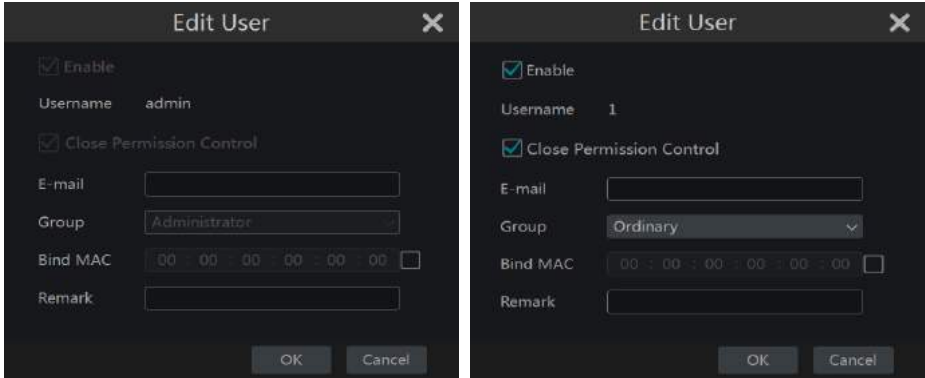 Edit User
Enable
Username admin
Close Permission Control
E-mail
Group Administrator
Bind MAC 00 : 00 : 00 : 00 : 00 : 00
Remark
OK Cancel
Edit User
Enable
Username 1
Close Permission Control
E-mail
Group Ordinary
Bind MAC 00 : 00 : 00 : 00 : 00 : 00
Remark
OK Cancel